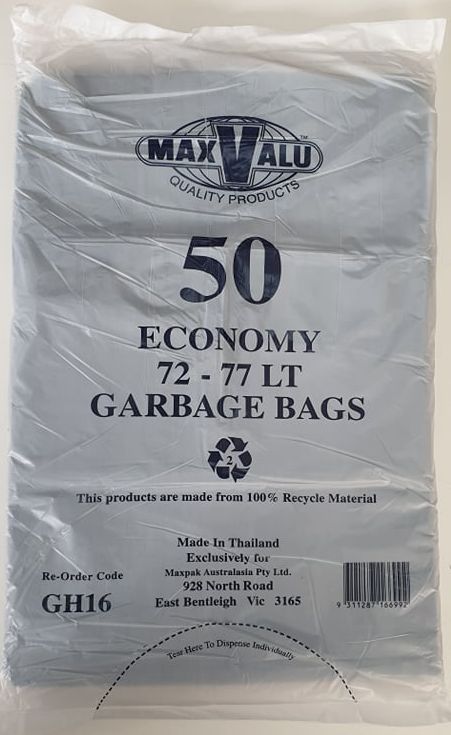 MAX VALU™
QUALITY PRODUCTS
50
ECONOMY
72 - 77 LT
GARBAGE BAGS
2
This products are made from 100% Recycle Material
Made In Thailand
Exclusively for
Maxpak Australasia Pty Ltd.
928 North Road
East Bentleigh Vic 3165
Re-Order Code
GH16
9 311287 166992
Tear Here To Dispense Individually